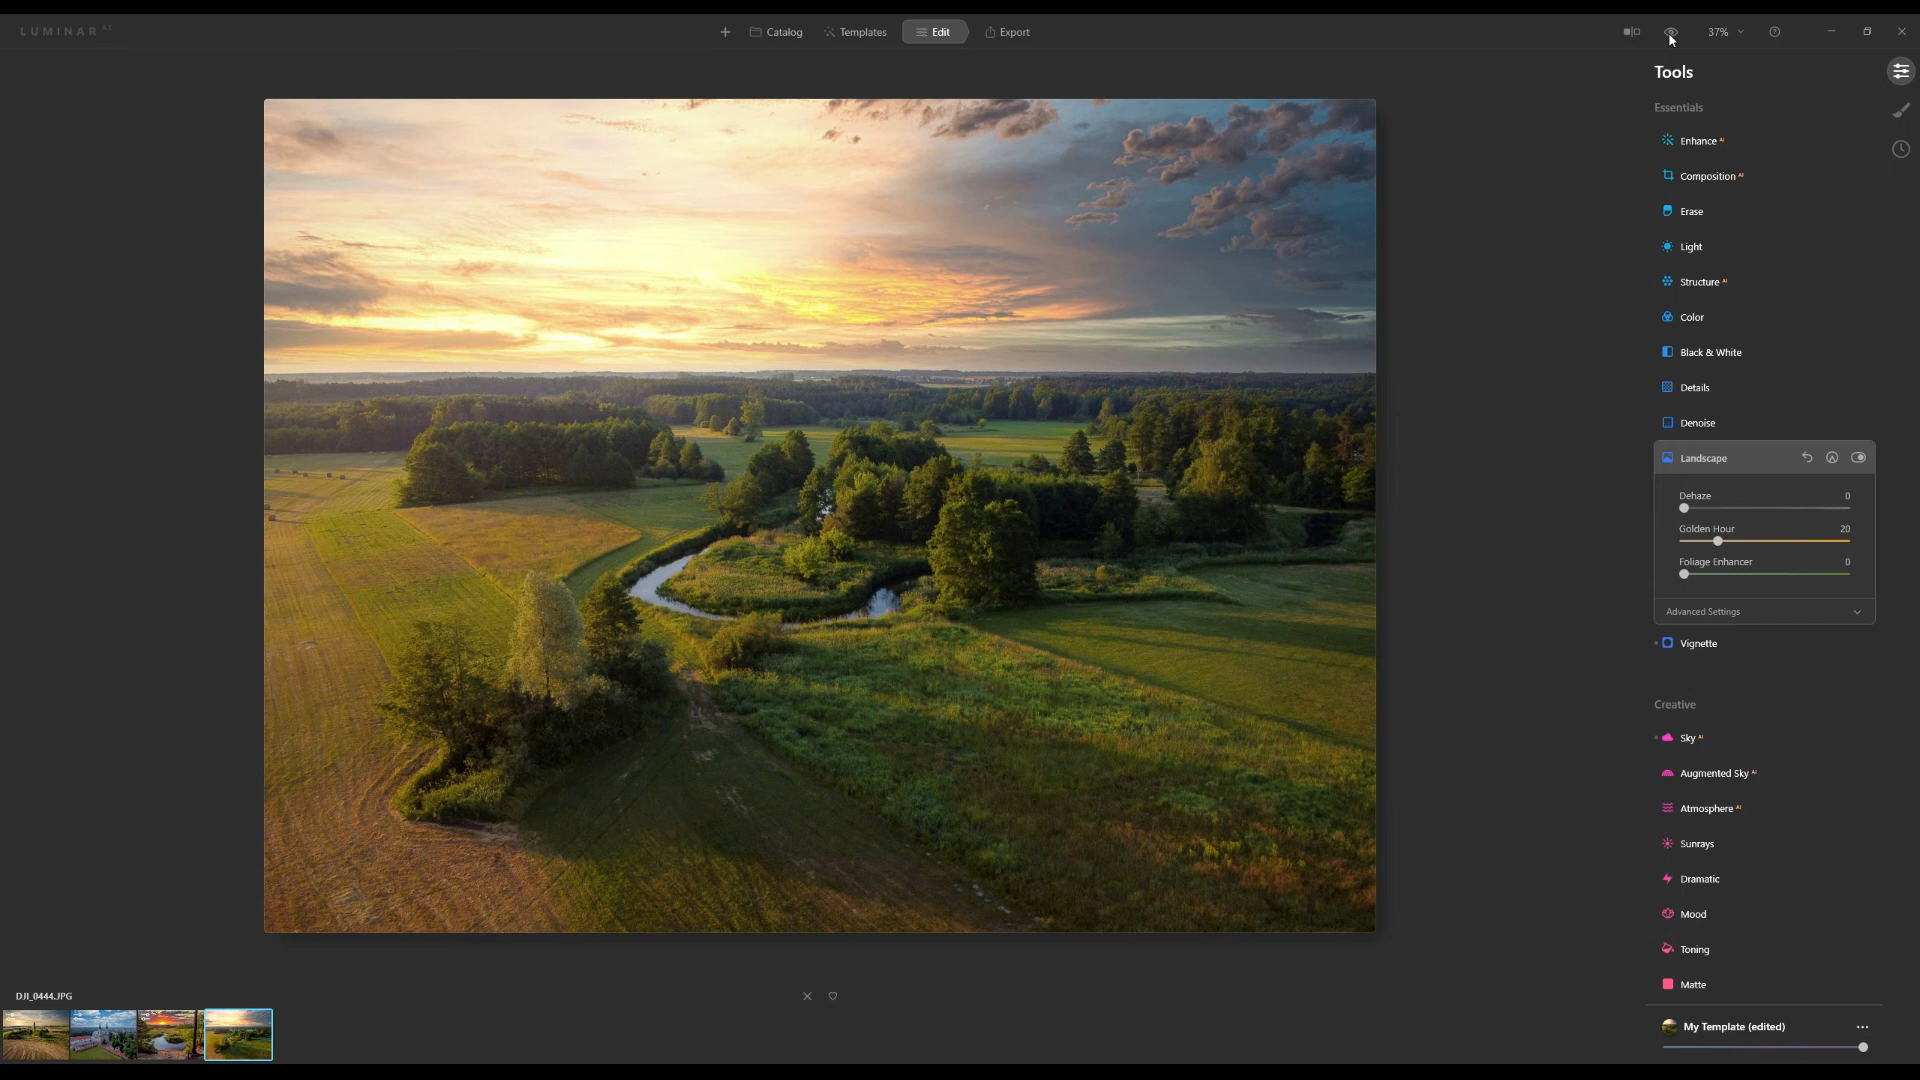 LUMINAR AI
Catalog
Templates
Edit
Export
37%
Tools
Essentials
Enhance AI
Composition AI
Erase
Light
Structure AI
Color
Black & White
Details
Denoise
Landscape
Dehaze 0
Golden Hour 20
Foliage Enhancer 0
Advanced Settings
Vignette
Creative
Sky AI
Augmented Sky AI
Atmosphere AI
Sunrays
Dramatic
Mood
Toning
Matte
DJI_0444.JPG
My Template (edited)